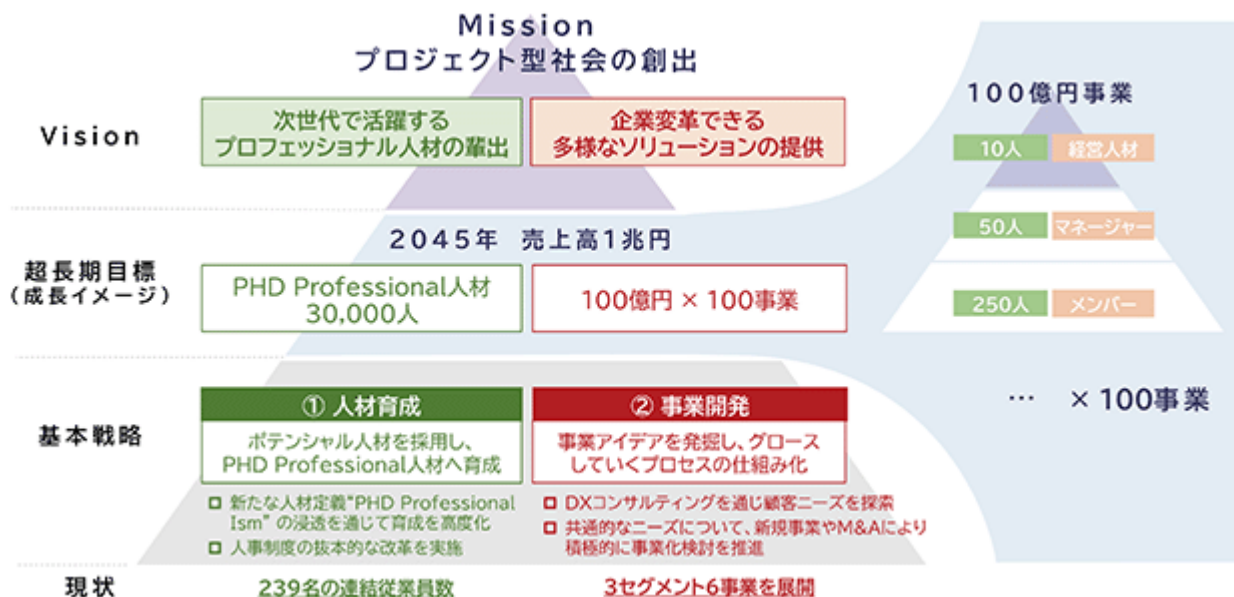 Mission
プロジェクト型社会の創出
Vision
次世代で活躍する
プロフェッショナル人材の輩出
企業変革できる
多様なソリューションの提供
超長期目標
（成長イメージ）
2045年 売上高1兆円
PHD Professional人材
30,000人
100億円 × 100事業
基本戦略
① 人材育成
ポテンシャル人材を採用し、
PHD Professional人材へ育成
新たな人材定義“PHD Professional
Ism” の浸透を通じて育成を高度化
人事制度の抜本的な改革を実施
② 事業開発
事業アイデアを発掘し、グロース
していくプロセスの仕組み化
DXコンサルティングを通じ顧客ニーズを探索
共通的なニーズについて、新規事業やM&Aにより
積極的に事業化検討を推進
現状
239名の連結従業員数
3セグメント6事業を展開
100億円事業
10人 経営人材
50人 マネージャー
250人 メンバー
… × 100事業